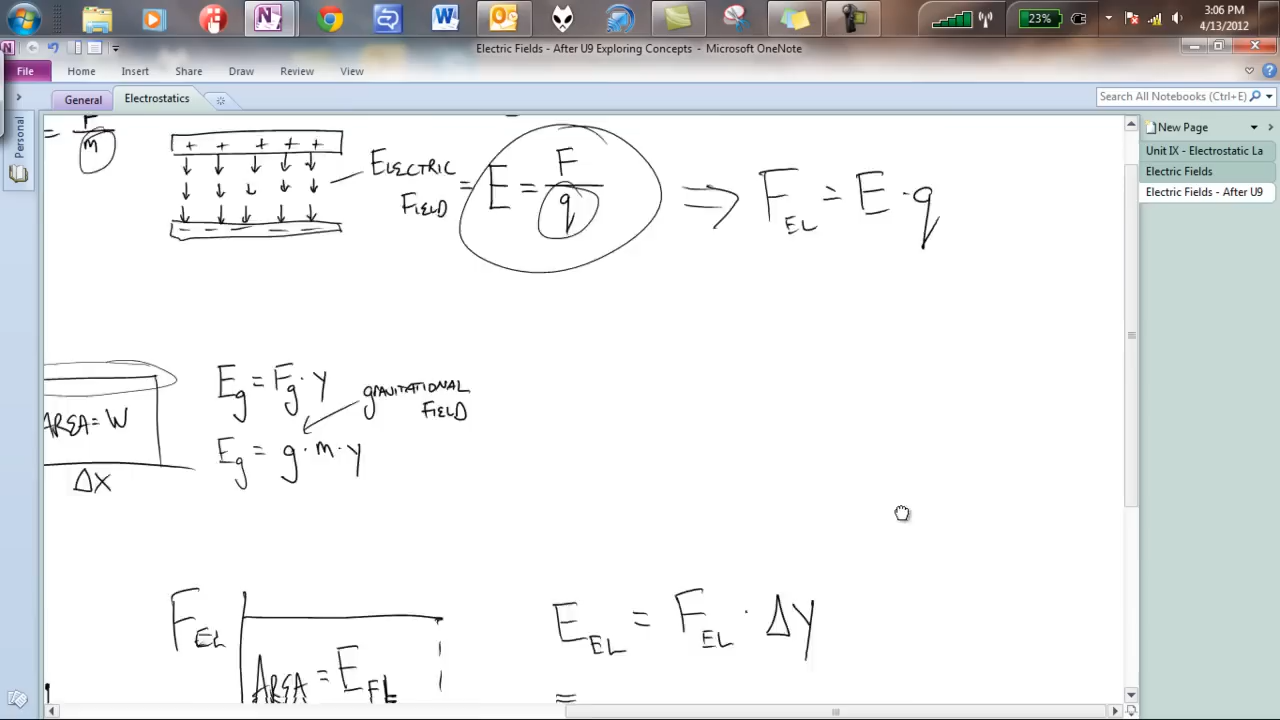 3:06 PM
23%
4/13/2012
Electric Fields - After U9 Exploring Concepts - Microsoft OneNote
File Home Insert Share Draw Review View
General Electrostatics
Search All Notebooks (Ctrl+E)
Personal
New Page
Unit IX - Electrostatic La
Electric Fields
Electric Fields - After U9
= F/m
+ + + + +
– – – – –
ELECTRIC FIELD = E = F/q ⇒ F_EL = E · q
AREA = W
ΔX
E_g = F_g · y
GRAVITATIONAL
FIELD
E_g = g · m · y
F_EL
AREA = E_EL
E_EL = F_EL · Δy
=